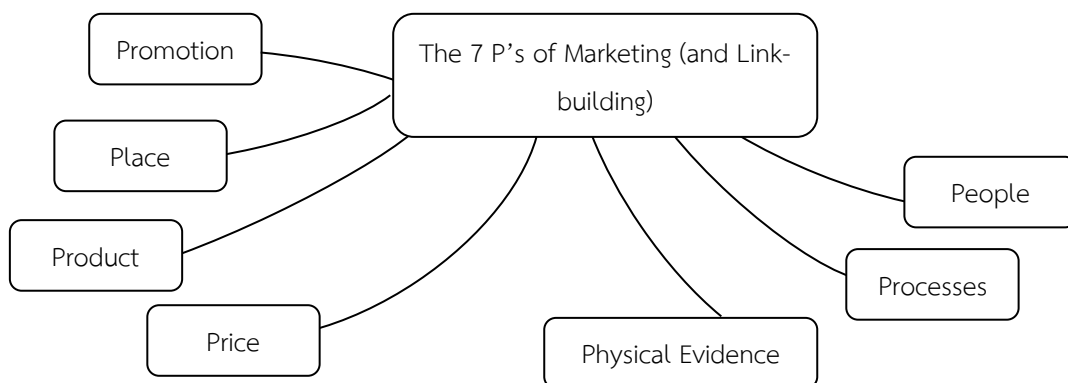 The 7 P’s of Marketing (and Link-
building)
Promotion
Place
Product
Price
Physical Evidence
Processes
People